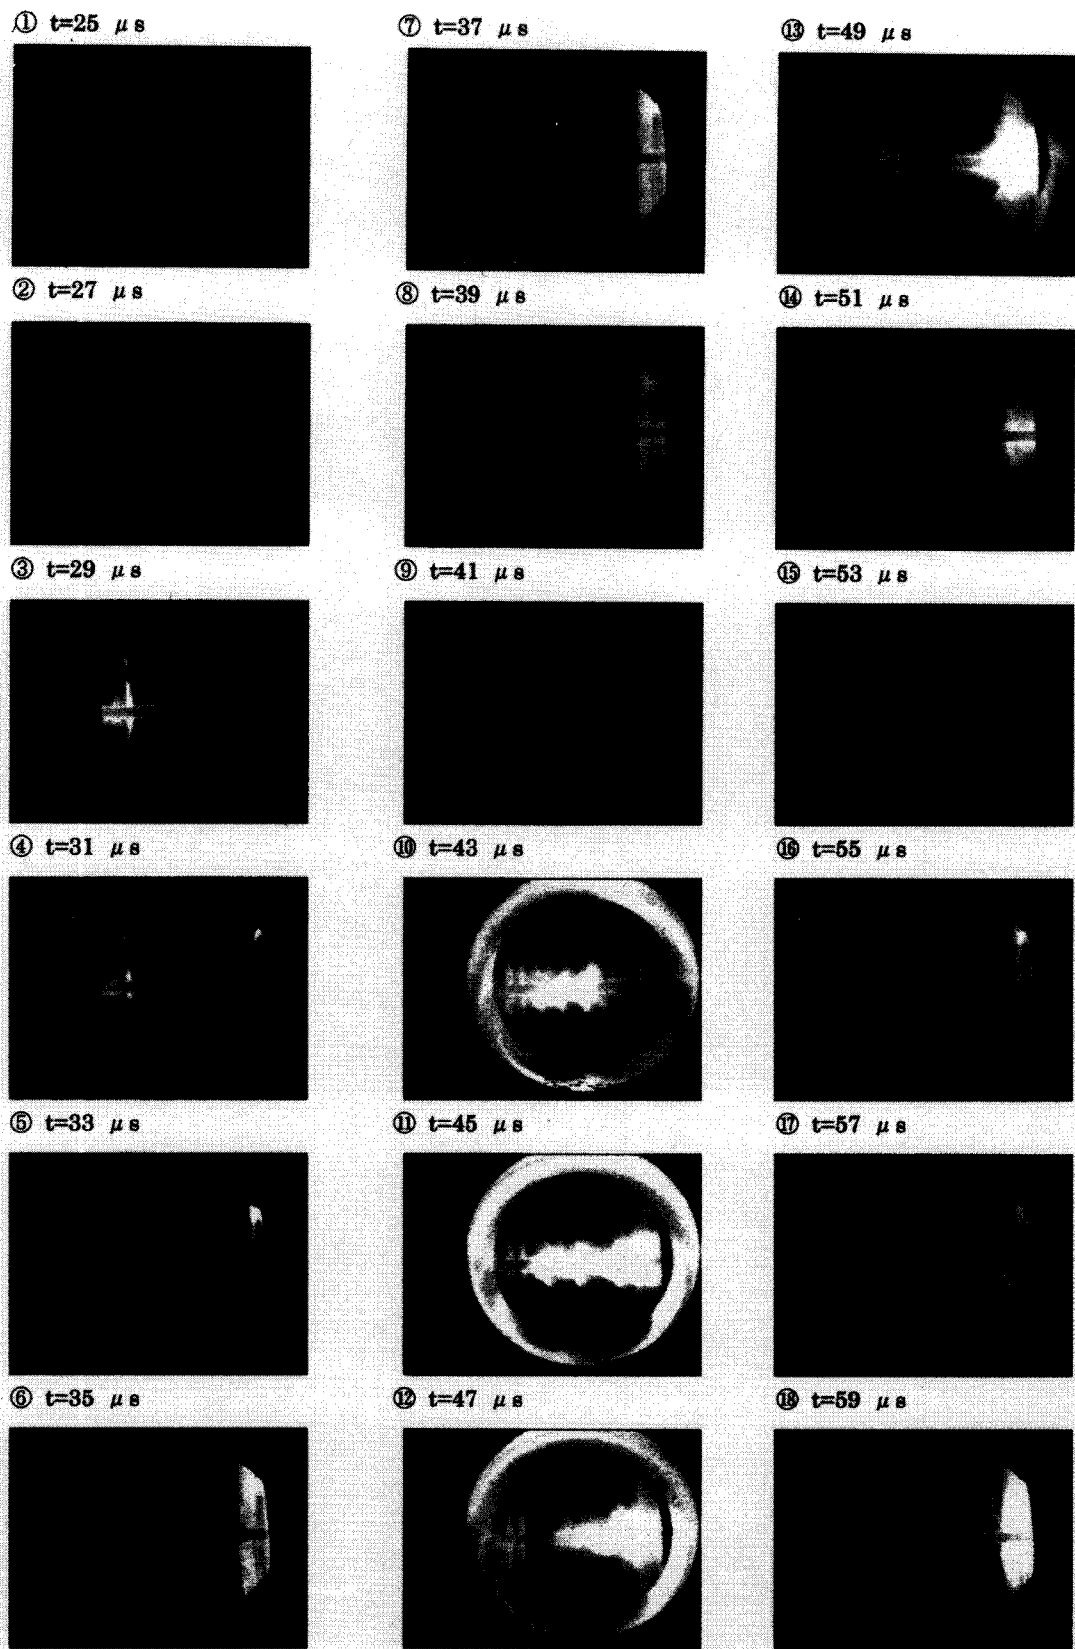 ① t=25 μs
② t=27 μs
③ t=29 μs
④ t=31 μs
⑤ t=33 μs
⑥ t=35 μs
⑦ t=37 μs
⑧ t=39 μs
⑨ t=41 μs
⑩ t=43 μs
⑪ t=45 μs
⑫ t=47 μs
⑬ t=49 μs
⑭ t=51 μs
⑮ t=53 μs
⑯ t=55 μs
⑰ t=57 μs
⑱ t=59 μs